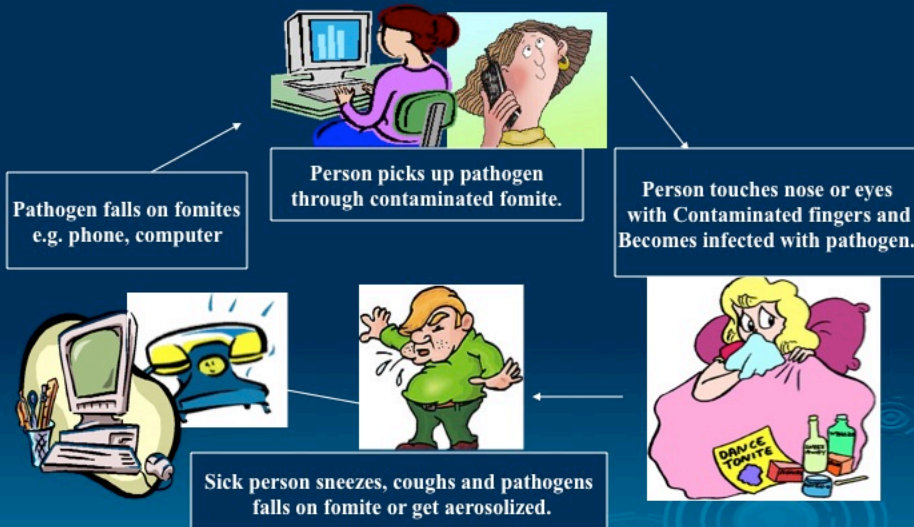 Person picks up pathogen
through contaminated fomite.
Pathogen falls on fomites
e.g. phone, computer
Person touches nose or eyes
with Contaminated fingers and
Becomes infected with pathogen.
DANCE
TONITE
Sick person sneezes, coughs and pathogens
falls on fomite or get aerosolized.